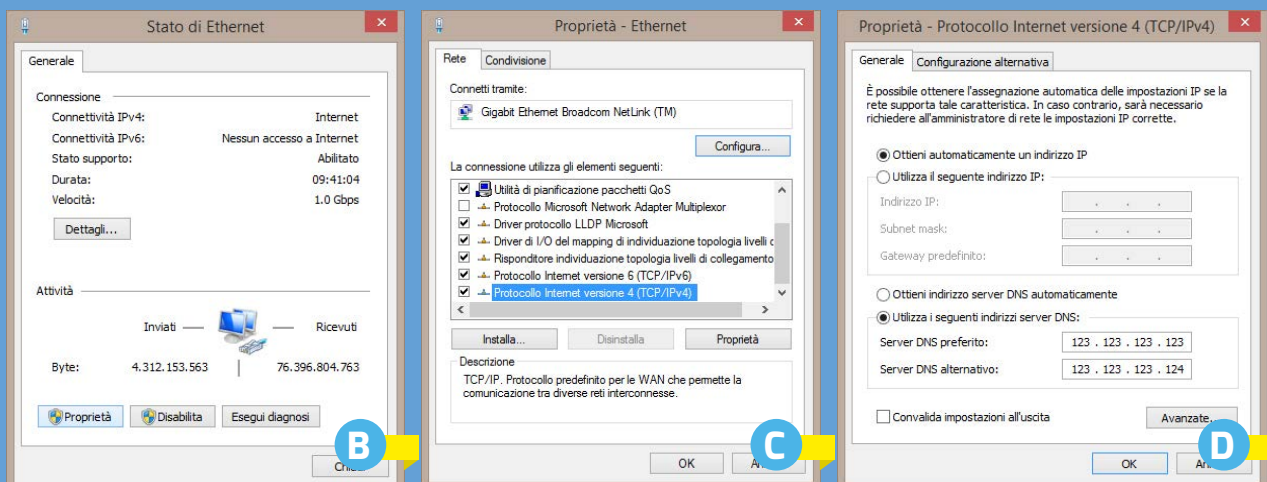 Stato di Ethernet
Generale
Connessione
Connettività IPv4: Internet
Connettività IPv6: Nessun accesso a Internet
Stato supporto: Abilitato
Durata: 09:41:04
Velocità: 1.0 Gbps
Dettagli...
Attività
Inviati — Ricevuti
Byte: 4.312.153.563 | 76.396.804.763
Proprietà Disabilita Esegui diagnosi
B
Proprietà - Ethernet
Rete Condivisione
Connetti tramite:
Gigabit Ethernet Broadcom NetLink (TM)
Configura...
La connessione utilizza gli elementi seguenti:
Utilità di pianificazione pacchetti QoS
Protocollo Microsoft Network Adapter Multiplexor
Driver protocollo LLDP Microsoft
Driver di I/O del mapping di individuazione topologia livelli
Risponditore individuazione topologia livelli di collegamento
Protocollo Internet versione 6 (TCP/IPv6)
Protocollo Internet versione 4 (TCP/IPv4)
Installa... Disinstalla Proprietà
Descrizione
TCP/IP. Protocollo predefinito per le WAN che permette la
comunicazione tra diverse reti interconnesse.
OK
C
Proprietà - Protocollo Internet versione 4 (TCP/IPv4)
Generale Configurazione alternativa
È possibile ottenere l'assegnazione automatica delle impostazioni IP se la
rete supporta tale caratteristica. In caso contrario, sarà necessario
richiedere all'amministratore di rete le impostazioni IP corrette.
Ottieni automaticamente un indirizzo IP
Utilizza il seguente indirizzo IP:
Indirizzo IP:
Subnet mask:
Gateway predefinito:
Ottieni indirizzo server DNS automaticamente
Utilizza i seguenti indirizzi server DNS:
Server DNS preferito: 123 . 123 . 123 . 123
Server DNS alternativo: 123 . 123 . 123 . 124
Convalida impostazioni all'uscita
Avanzate...
OK
D